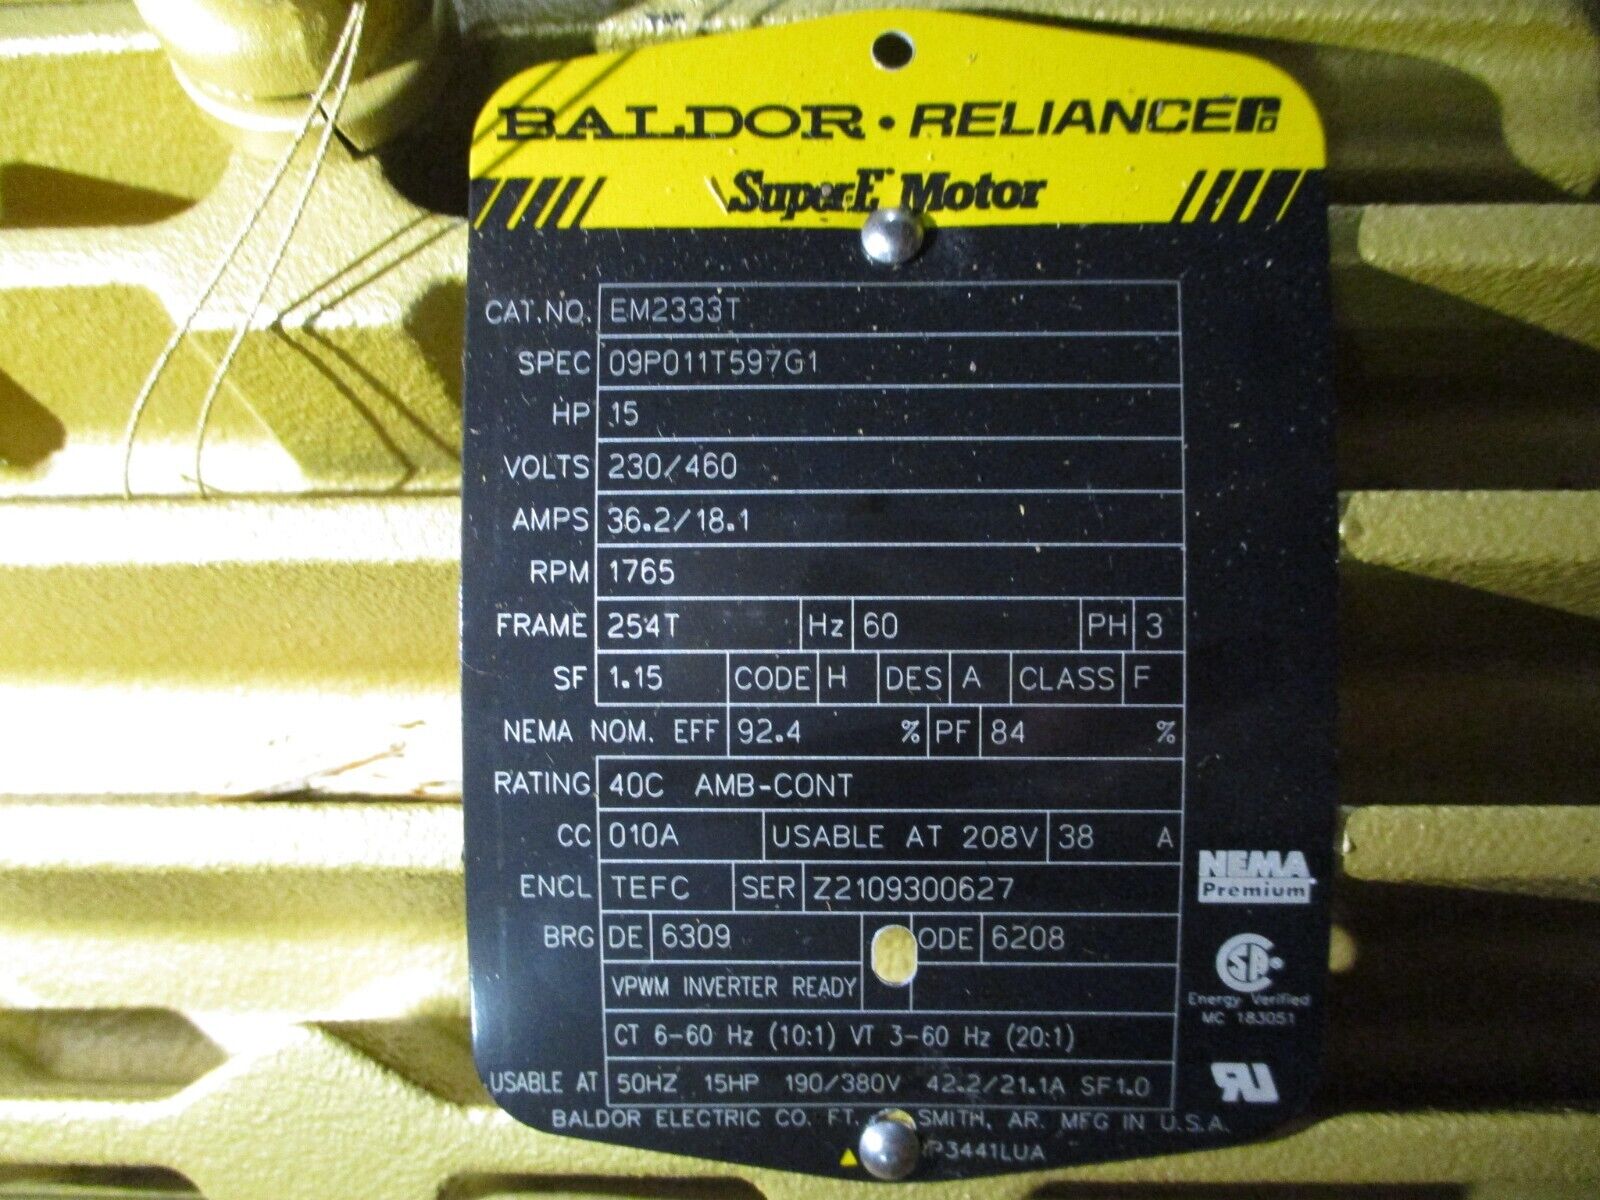 BALDOR • RELIANCE
Super-E Motor
CAT.NO. EM2333T
SPEC 09P011T597G1
HP 15
VOLTS 230/460
AMPS 36.2/18.1
RPM 1765
FRAME 254T Hz 60 PH 3
SF 1.15 CODE H DES A CLASS F
NEMA NOM. EFF 92.4 % PF 84 %
RATING 40C AMB-CONT
CC 010A USABLE AT 208V 38 A
ENCL TEFC SER Z2109300627
BRG DE 6309 ODE 6208
VPWM INVERTER READY
CT 6-60 Hz (10:1) VT 3-60 Hz (20:1)
USABLE AT 50HZ 15HP 190/380V 42.2/21.1A SF1.0
BALDOR ELECTRIC CO. FT. SMITH, AR. MFG IN U.S.A.
P3441LUA
NEMA
Premium
CSA
Energy Verified
MC 183051
RU